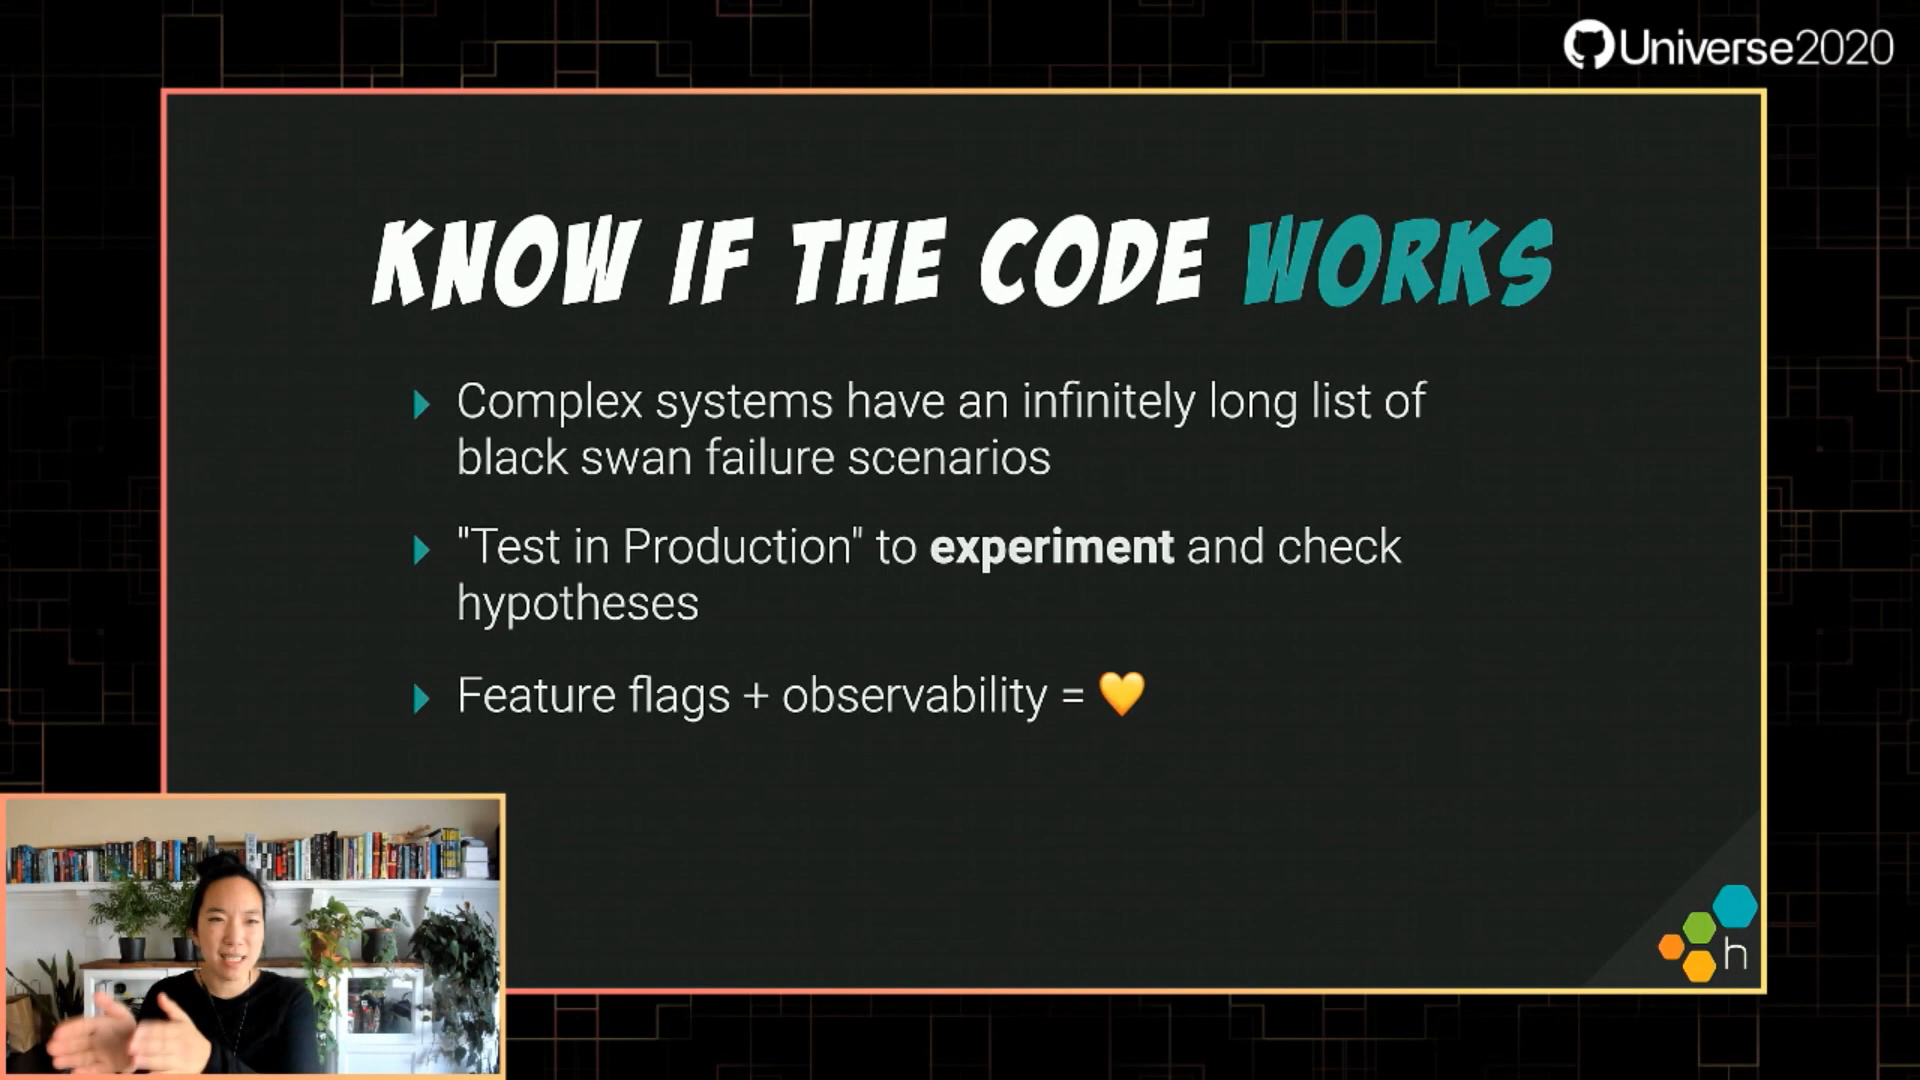 Universe2020
KNOW IF THE CODE WORKS
Complex systems have an infinitely long list of
black swan failure scenarios
"Test in Production" to experiment and check
hypotheses
Feature flags + observability = 💛
h